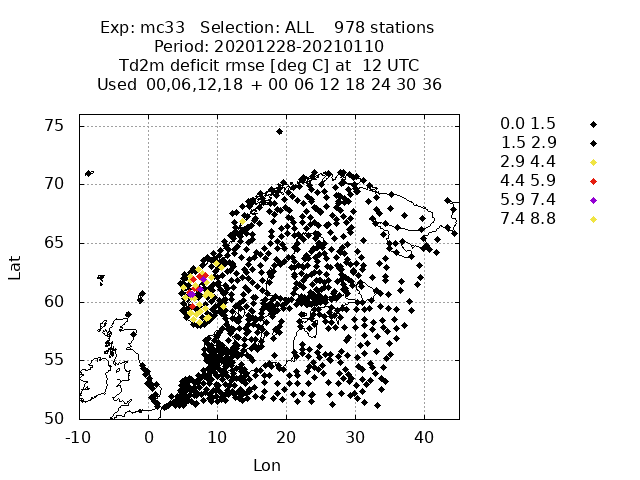 Exp: mc33 Selection: ALL 978 stations
Period: 20201228-20210110
Td2m deficit rmse [deg C] at 12 UTC
Used 00,06,12,18 + 00 06 12 18 24 30 36
0.0 1.5
1.5 2.9
2.9 4.4
4.4 5.9
5.9 7.4
7.4 8.8
75
70
65
60
55
50
Lat
-10 0 10 20 30 40
Lon